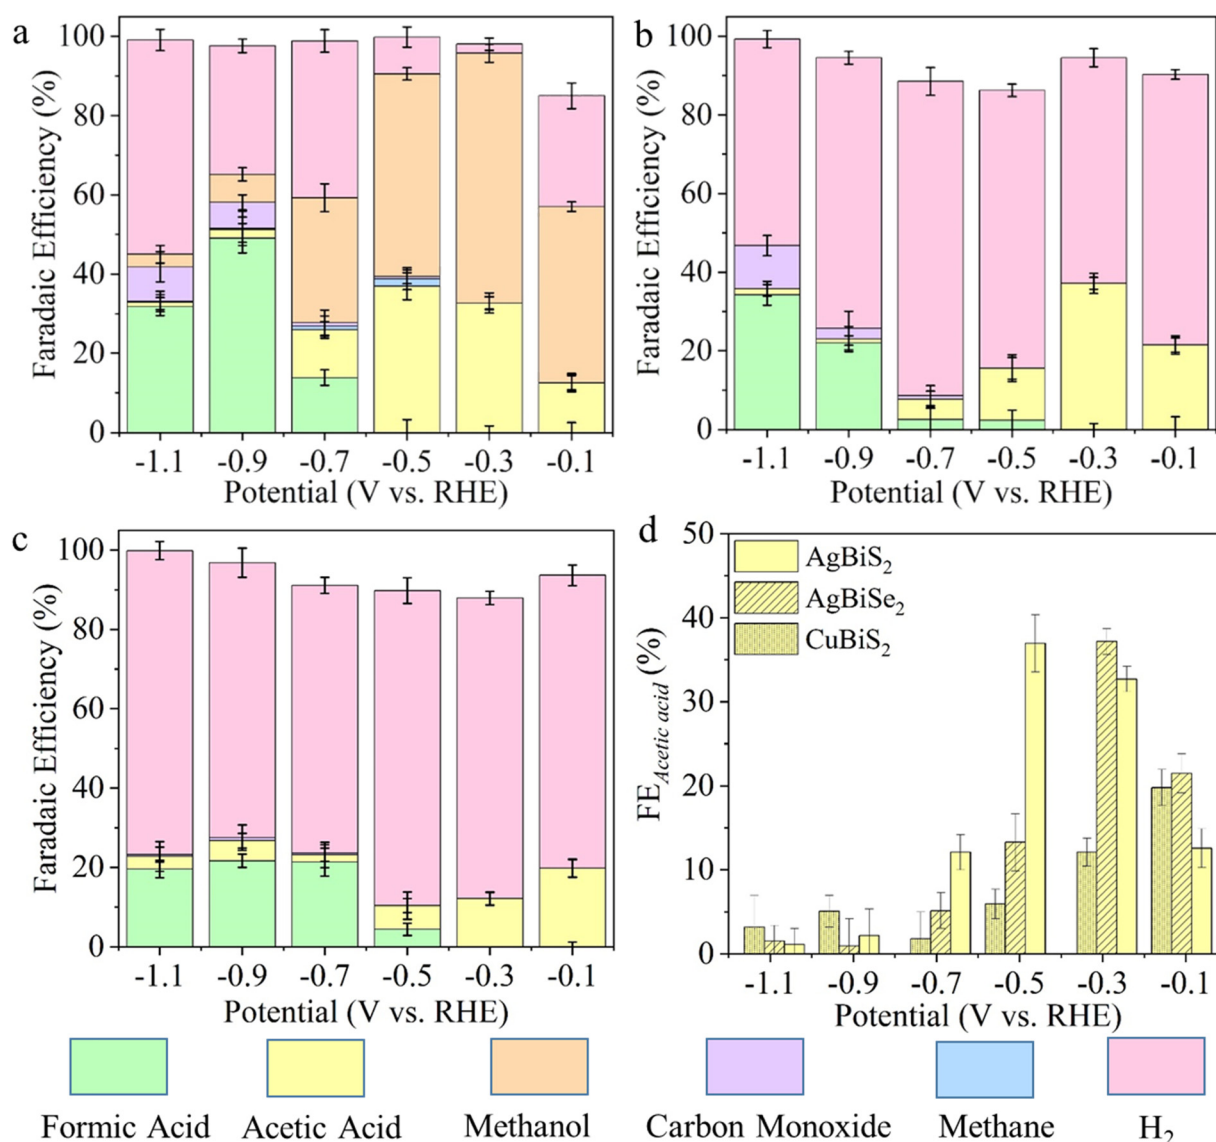 a
Faradaic Efficiency (%)
100
80
60
40
20
0
-1.1 -0.9 -0.7 -0.5 -0.3 -0.1
Potential (V vs. RHE)
b
Faradaic Efficiency (%)
100
80
60
40
20
0
-1.1 -0.9 -0.7 -0.5 -0.3 -0.1
Potential (V vs. RHE)
c
Faradaic Efficiency (%)
100
80
60
40
20
0
-1.1 -0.9 -0.7 -0.5 -0.3 -0.1
Potential (V vs. RHE)
d
FE Acetic acid (%)
50
40
30
20
10
0
AgBiS2
AgBiSe2
CuBiS2
-1.1 -0.9 -0.7 -0.5 -0.3 -0.1
Potential (V vs. RHE)
Formic Acid Acetic Acid Methanol Carbon Monoxide Methane H2